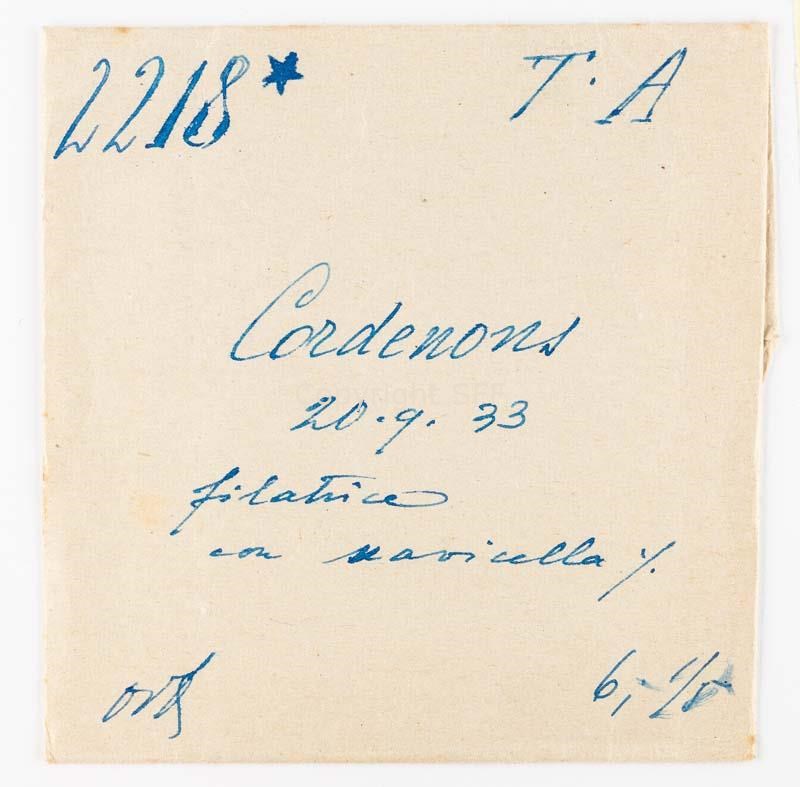 2218* T. A
Cordenons
20.9.33
filatrice
con navicella ./.
6,